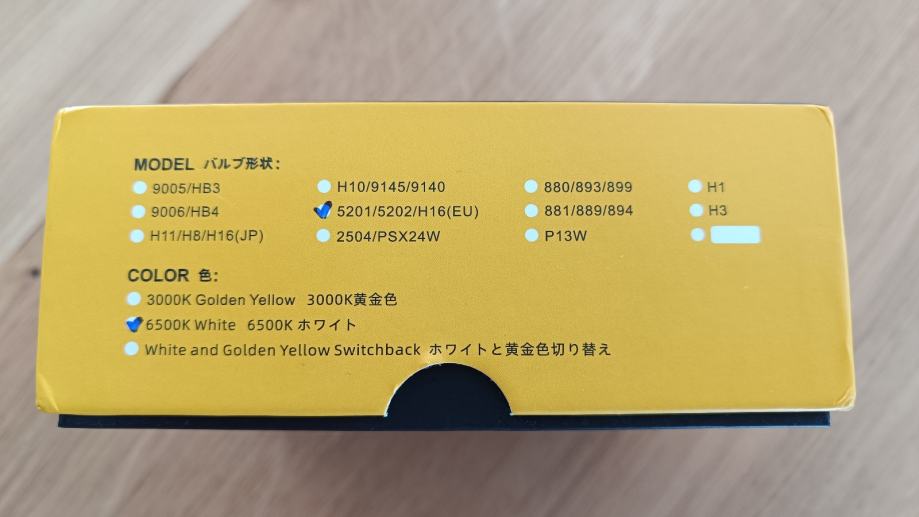 MODEL バルブ形状:
9005/HB3 H10/9145/9140 880/893/899 H1
9006/HB4 5201/5202/H16(EU) 881/889/894 H3
H11/H8/H16(JP) 2504/PSX24W P13W
COLOR 色:
3000K Golden Yellow 3000K黄金色
6500K White 6500K ホワイト
White and Golden Yellow Switchback ホワイトと黄金色切り替え